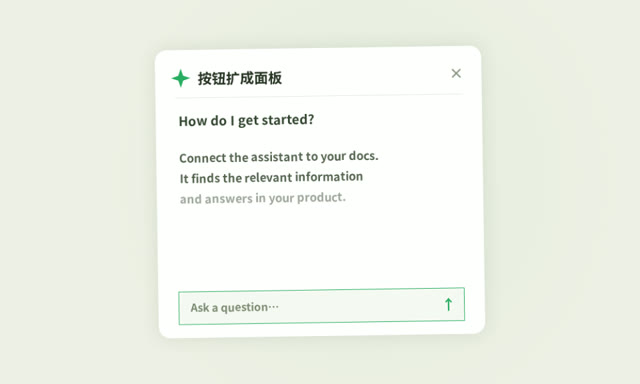 按钮扩成面板
How do I get started?
Connect the assistant to your docs.
It finds the relevant information
and answers in your product.
Ask a question…